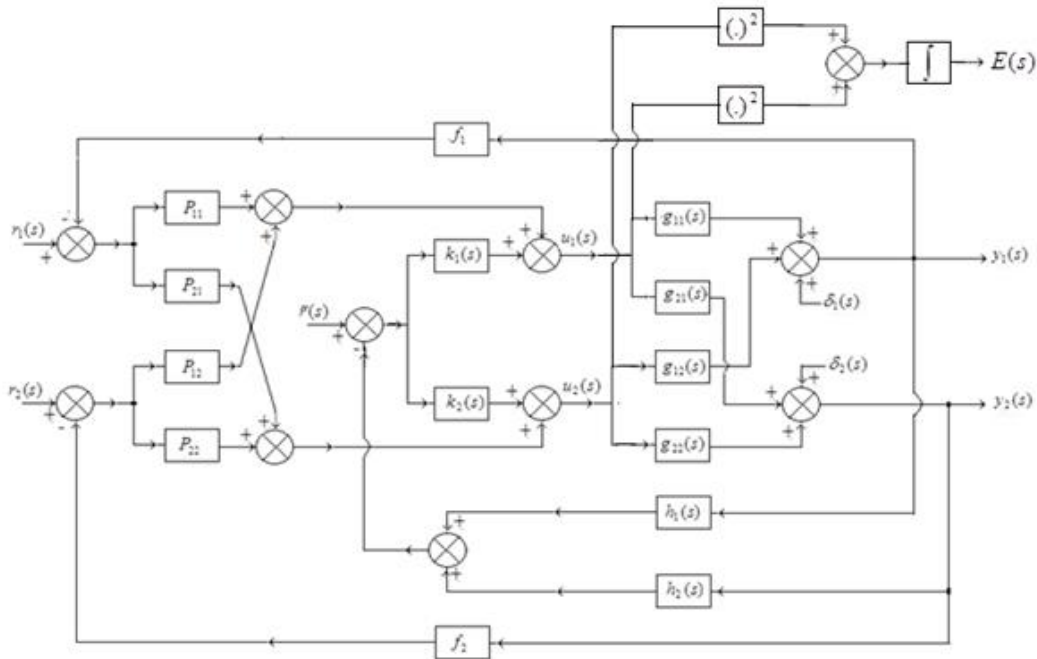 (.)²
E(s)
∫
(.)²
f₁
r₁(s)
P₁₁
P₂₁
P₁₂
P₂₂
r₂(s)
k₁(s)
k₂(s)
u₁(s)
u₂(s)
g₁₁(s)
g₂₁(s)
g₁₂(s)
g₂₂(s)
δ₁(s)
δ₂(s)
y₁(s)
y₂(s)
h₁(s)
h₂(s)
f₂